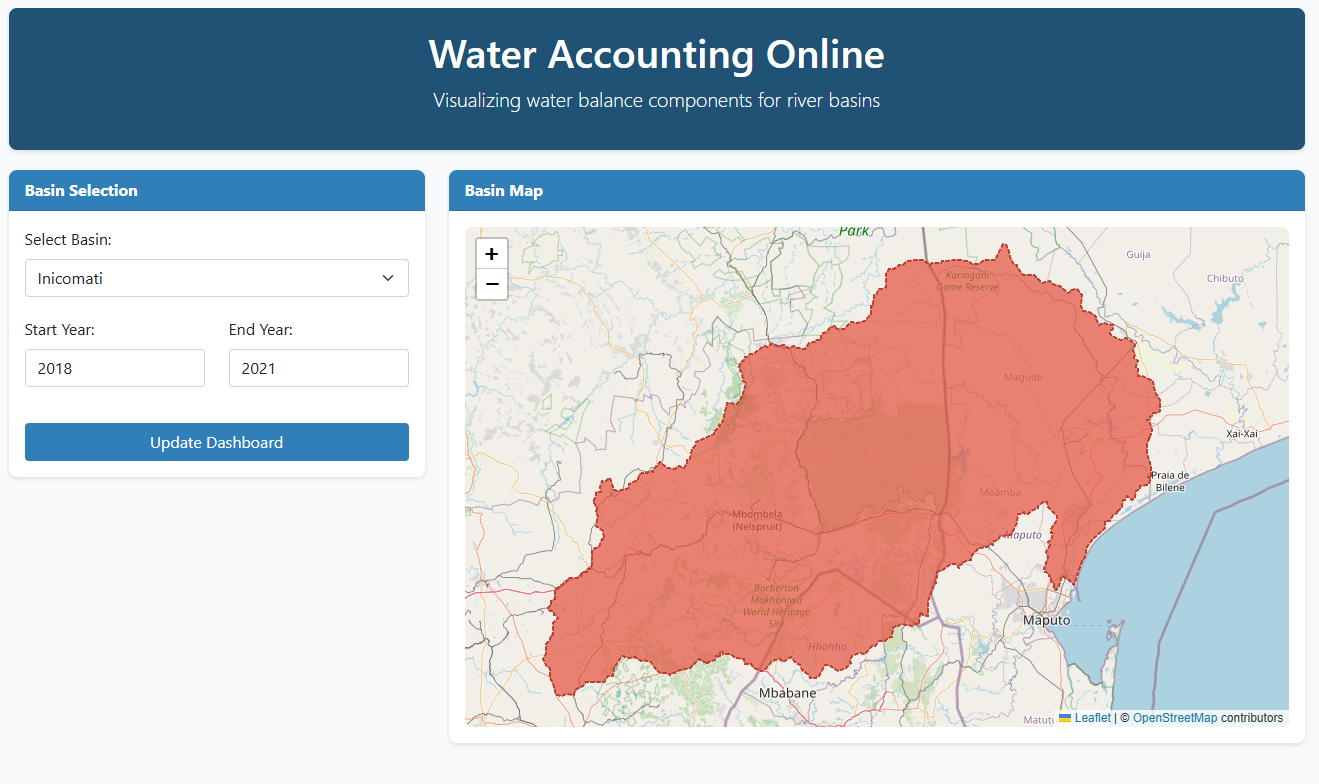 Water Accounting Online
Visualizing water balance components for river basins
Basin Selection
Select Basin:
Inicomati
Start Year:
End Year:
2018
2021
Update Dashboard
Basin Map
+
−
Park
Guija
Karingani
Game Reserve
Chibuto
Magude
Xai-Xai
Praia de
Bilene
Moamba
Mbombela
(Nelspruit)
Maputo
Barberton
Makhonjwa
World Heritage
Site
Maputo
Hhohho
Mbabane
Matutu
Leaflet | © OpenStreetMap contributors